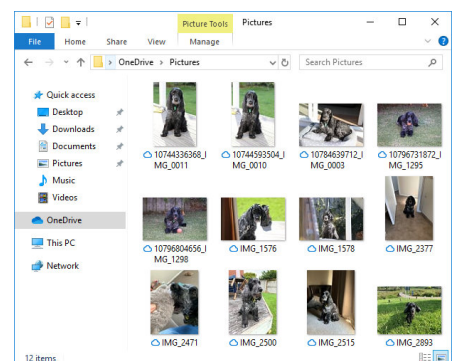 Picture Tools Pictures
File Home Share View Manage
OneDrive > Pictures
Search Pictures
Quick access
Desktop
Downloads
Documents
Pictures
Music
Videos
OneDrive
This PC
Network
10744336368_I
MG_0011
10744593504_I
MG_0010
10784639712_I
MG_0003
10796731872_I
MG_1295
10796804656_I
MG_1298
IMG_1576
IMG_1578
IMG_2377
IMG_2471
IMG_2500
IMG_2515
IMG_2893
12 items